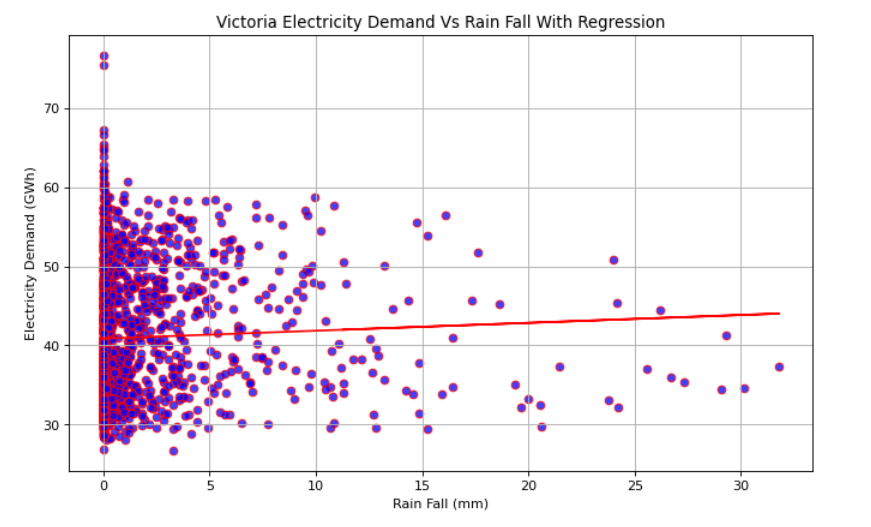 Victoria Electricity Demand Vs Rain Fall With Regression
70
60
50
40
30
Electricity Demand (GWh)
0 5 10 15 20 25 30
Rain Fall (mm)